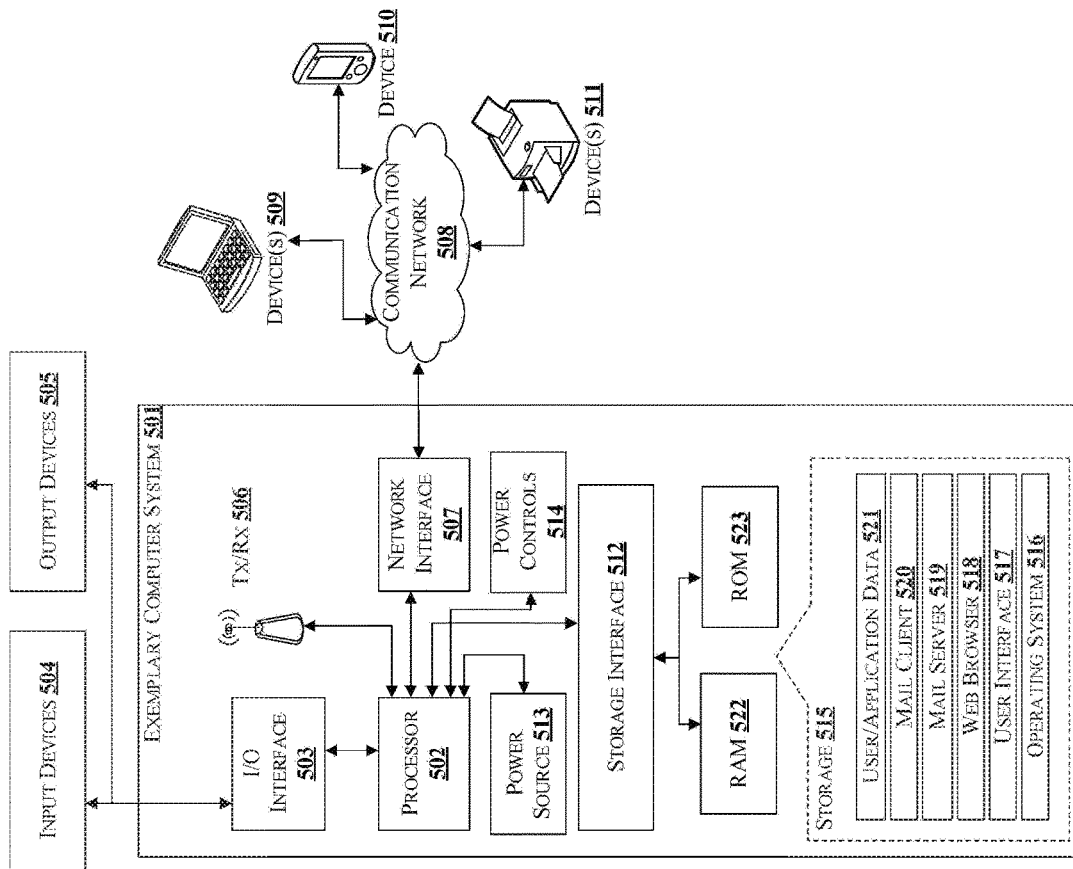 INPUT DEVICES 504
OUTPUT DEVICES 505
EXEMPLARY COMPUTER SYSTEM 501
I/O
INTERFACE
503
TX/RX 506
PROCESSOR
502
NETWORK
INTERFACE
507
COMMUNICATION
NETWORK
508
DEVICE(S) 509
DEVICE 510
DEVICE(S) 511
POWER
SOURCE 513
POWER
CONTROLS
514
STORAGE INTERFACE 512
RAM 522
ROM 523
STORAGE 515
USER/APPLICATION DATA 521
MAIL CLIENT 520
MAIL SERVER 519
WEB BROWSER 518
USER INTERFACE 517
OPERATING SYSTEM 516